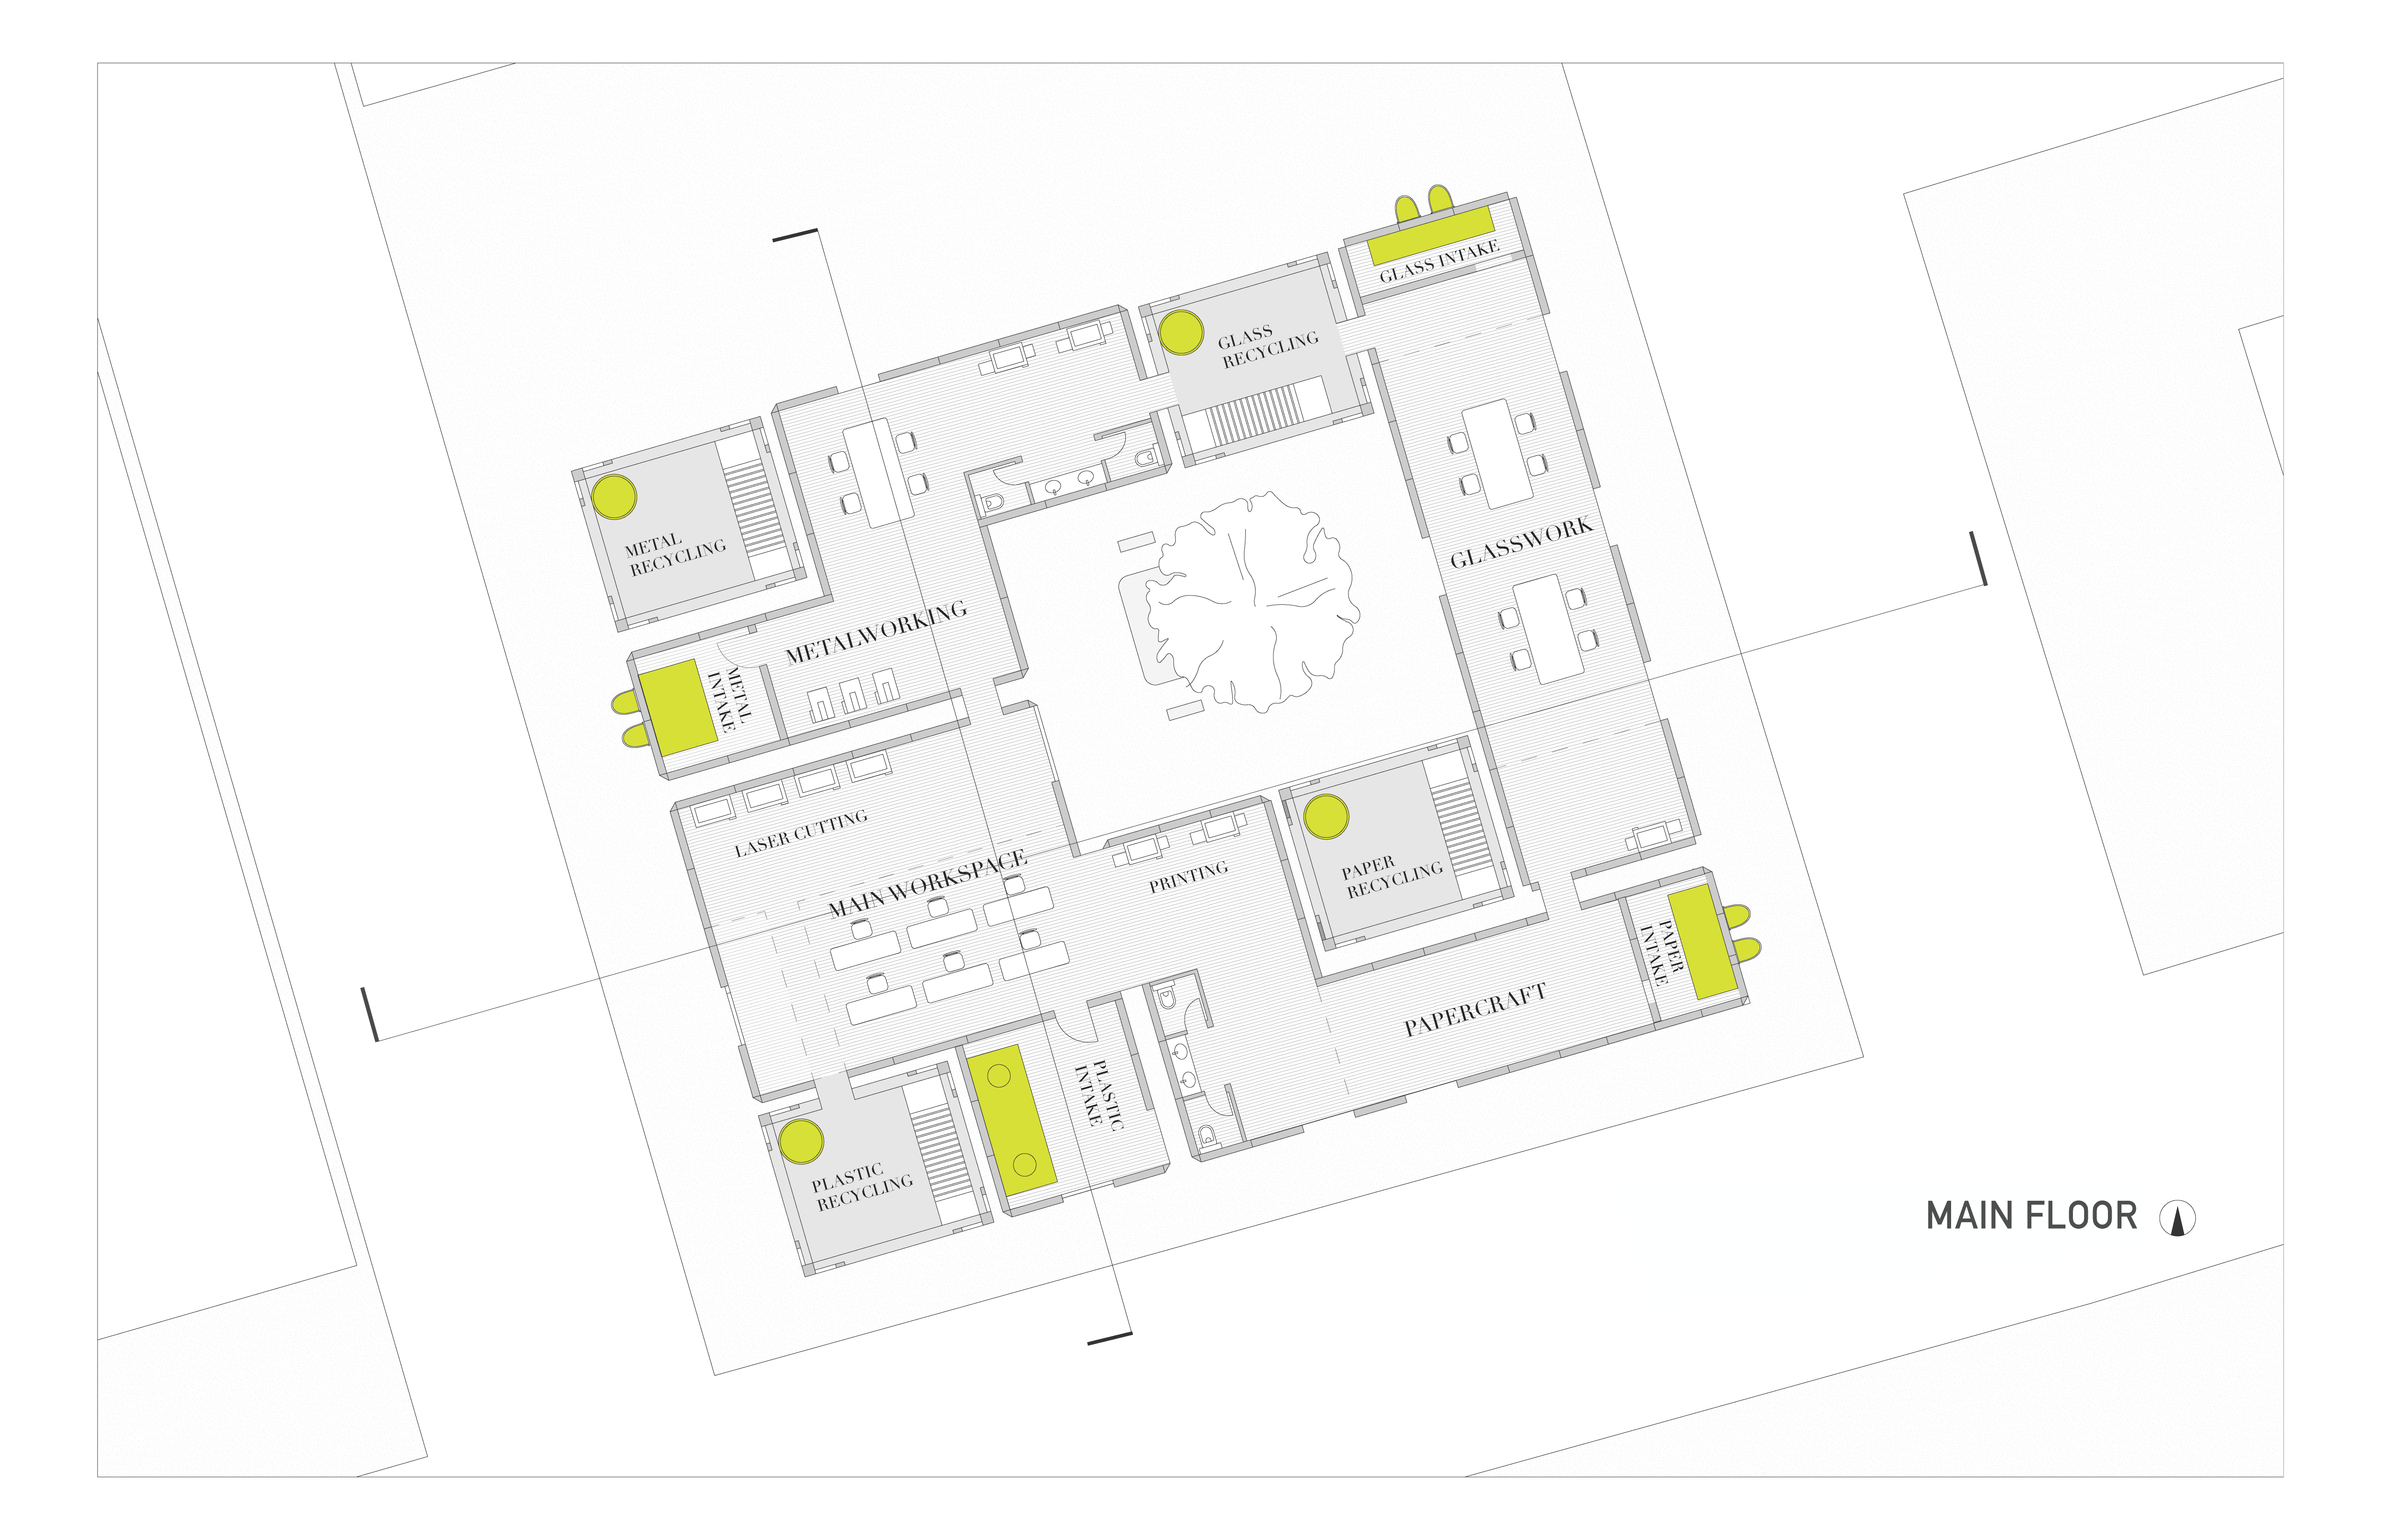 GLASS INTAKE
GLASS
RECYCLING
METAL
RECYCLING
GLASSWORK
METALWORKING
METAL
INTAKE
LASER CUTTING
MAIN WORKSPACE
PRINTING
PAPER
RECYCLING
PAPER
INTAKE
PAPERCRAFT
PLASTIC
INTAKE
PLASTIC
RECYCLING
MAIN FLOOR